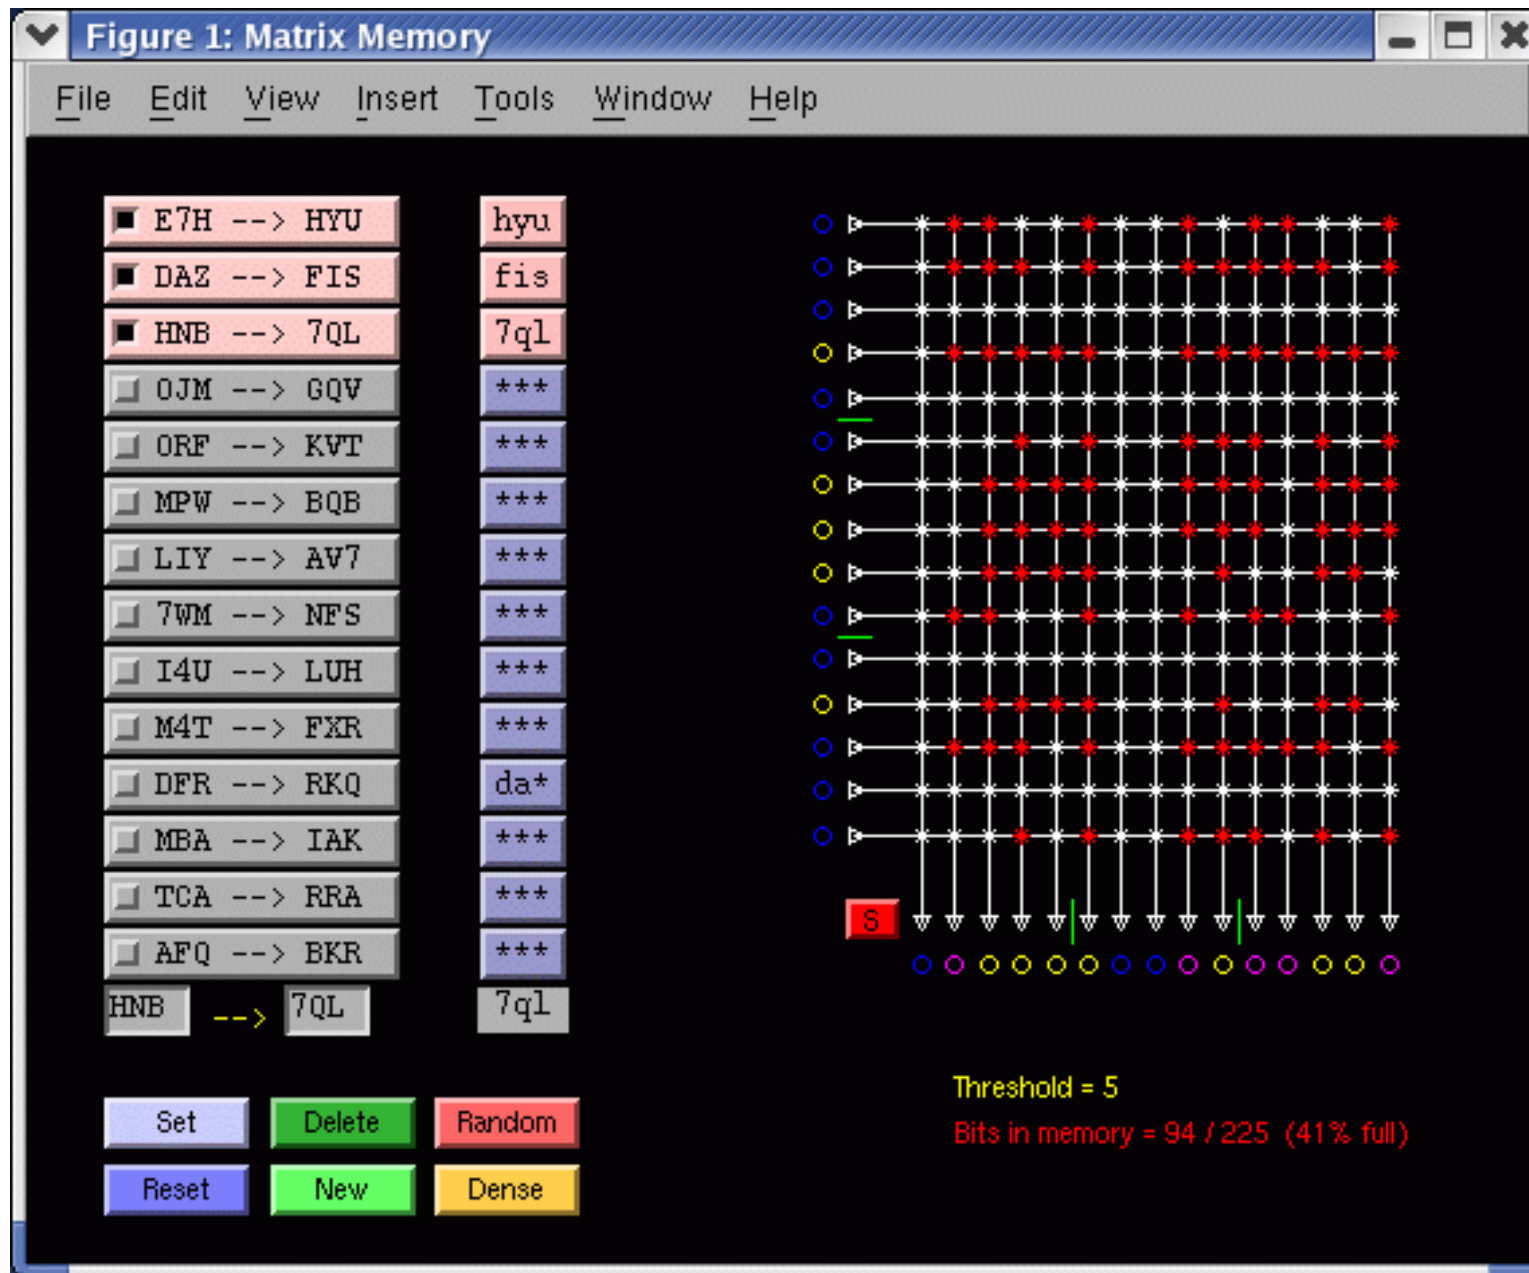 Figure 1: Matrix Memory
File Edit View Insert Tools Window Help
E7H --> HYU hyu
DAZ --> FIS fis
HNB --> 7QL 7ql
OJM --> GQV ***
ORF --> KVT ***
MPW --> BQB ***
LIY --> AV7 ***
7WM --> NFS ***
I4U --> LUH ***
M4T --> FXR ***
DFR --> RKQ da*
MBA --> IAK ***
TCA --> RRA ***
AFQ --> BKR ***
HNB --> 7QL 7ql
S
Threshold = 5
Bits in memory = 94 / 225 (41% full)
Set Delete Random
Reset New Dense